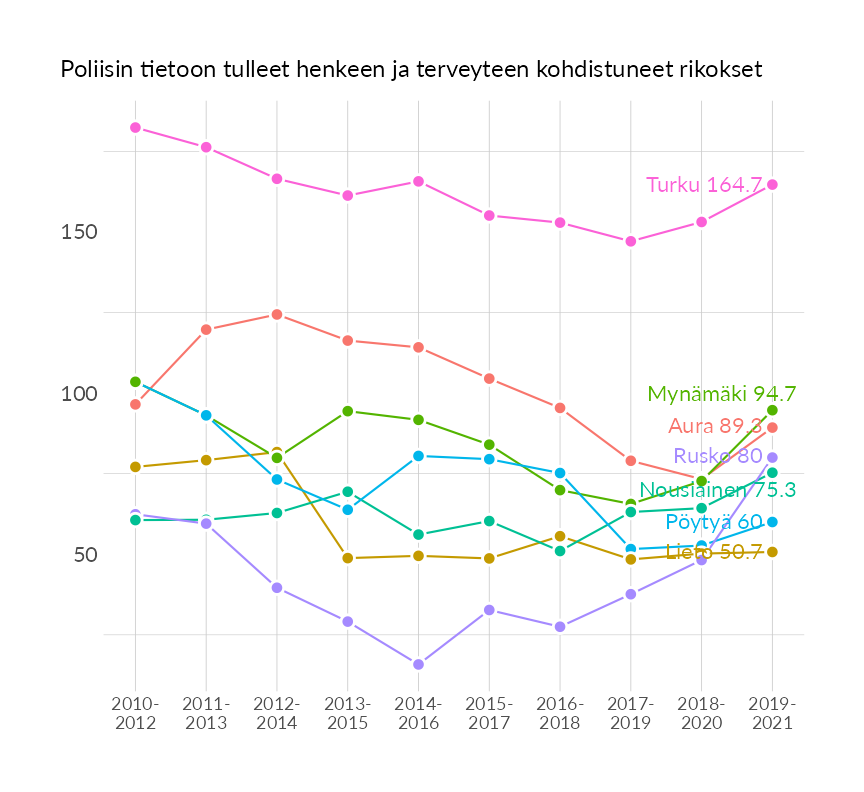 Poliisin tietoon tulleet henkeen ja terveyteen kohdistuneet rikokset
Turku 164.7
150
Mynämäki 94.7
100
Aura 89.3
Rusko 80
Nousiainen 75.3
Pöytyä 60
Lieto 50.7
50
2010-
2012
2011-
2013
2012-
2014
2013-
2015
2014-
2016
2015-
2017
2016-
2018
2017-
2019
2018-
2020
2019-
2021